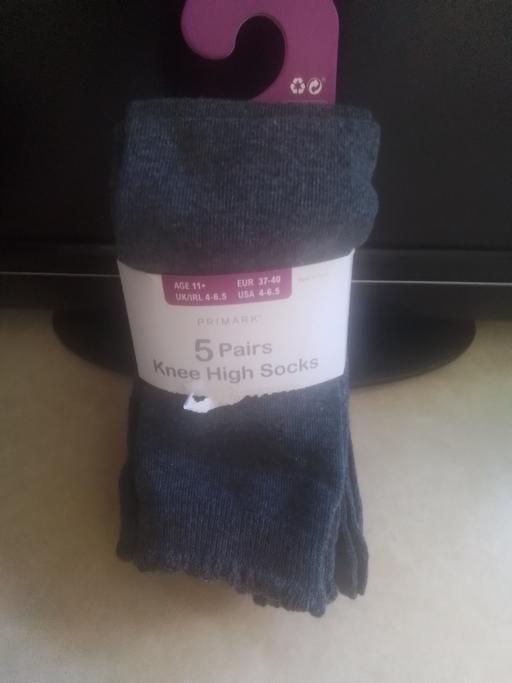 AGE 11+ EUR 37-40
UK/IRL 4-6.5 USA 4-6.5
PRIMARK
5 Pairs
Knee High Socks